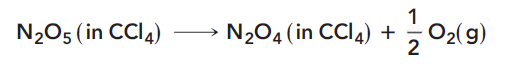 N₂O₅ (in CCl₄) ⟶ N₂O₄ (in CCl₄) + 1/2 O₂(g)